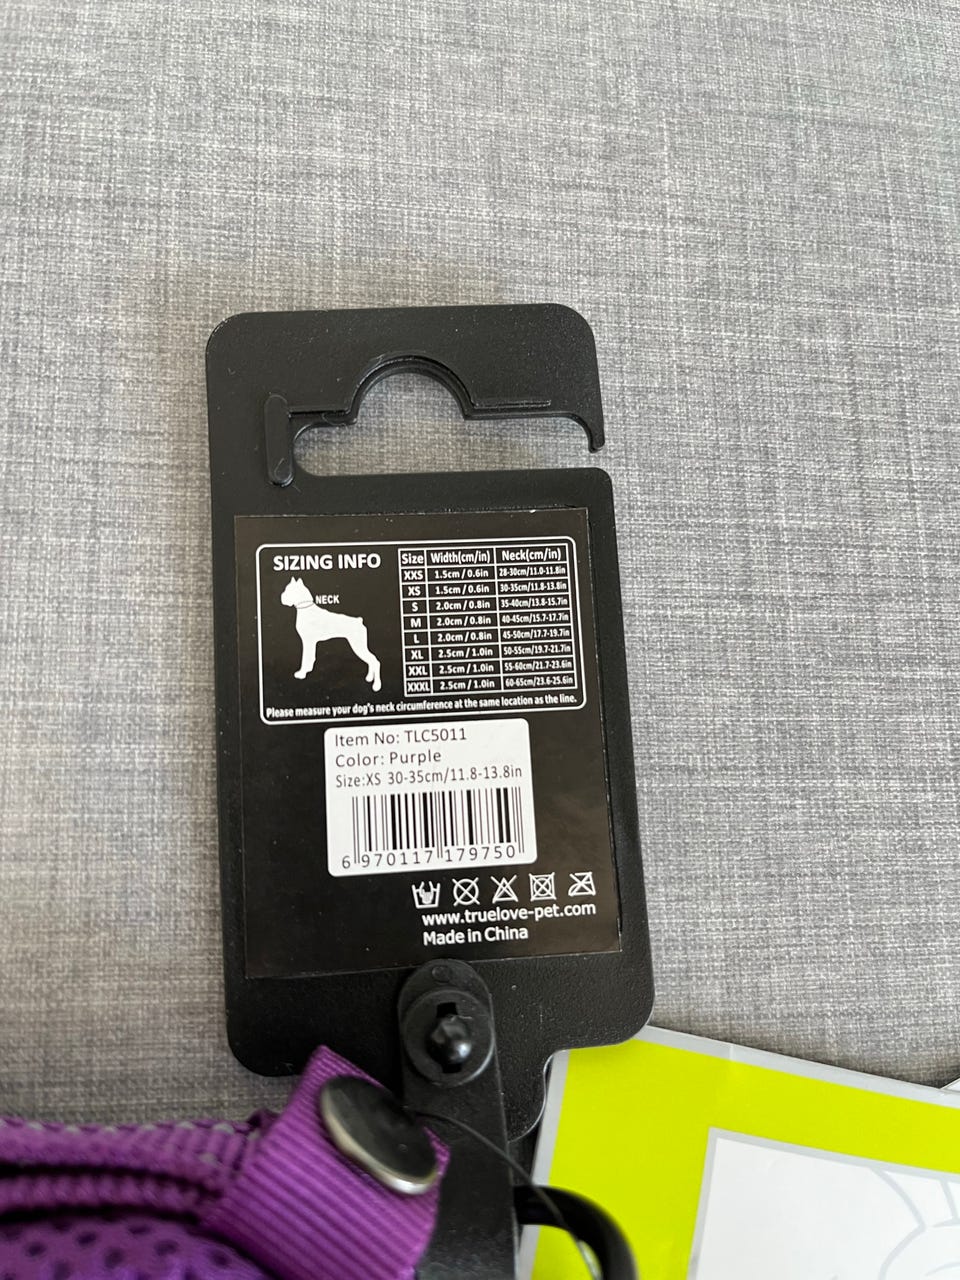 SIZING INFO
NECK
Size Width(cm/in) Neck(cm/in)
XXS 1.5cm / 0.6in 28-30cm/11.0-11.8in
XS 1.5cm / 0.6in 30-35cm/11.8-13.8in
S 2.0cm / 0.8in 35-40cm/13.8-15.7in
M 2.0cm / 0.8in 40-45cm/15.7-17.7in
L 2.0cm / 0.8in 45-50cm/17.7-19.7in
XL 2.5cm / 1.0in 50-55cm/19.7-21.7in
XXL 2.5cm / 1.0in 55-60cm/21.7-23.6in
XXXL 2.5cm / 1.0in 60-65cm/23.6-25.6in
Please measure your dog's neck circumference at the same location as the line.
Item No: TLC5011
Color: Purple
Size:XS 30-35cm/11.8-13.8in
6 970117 179750
www.truelove-pet.com
Made in China